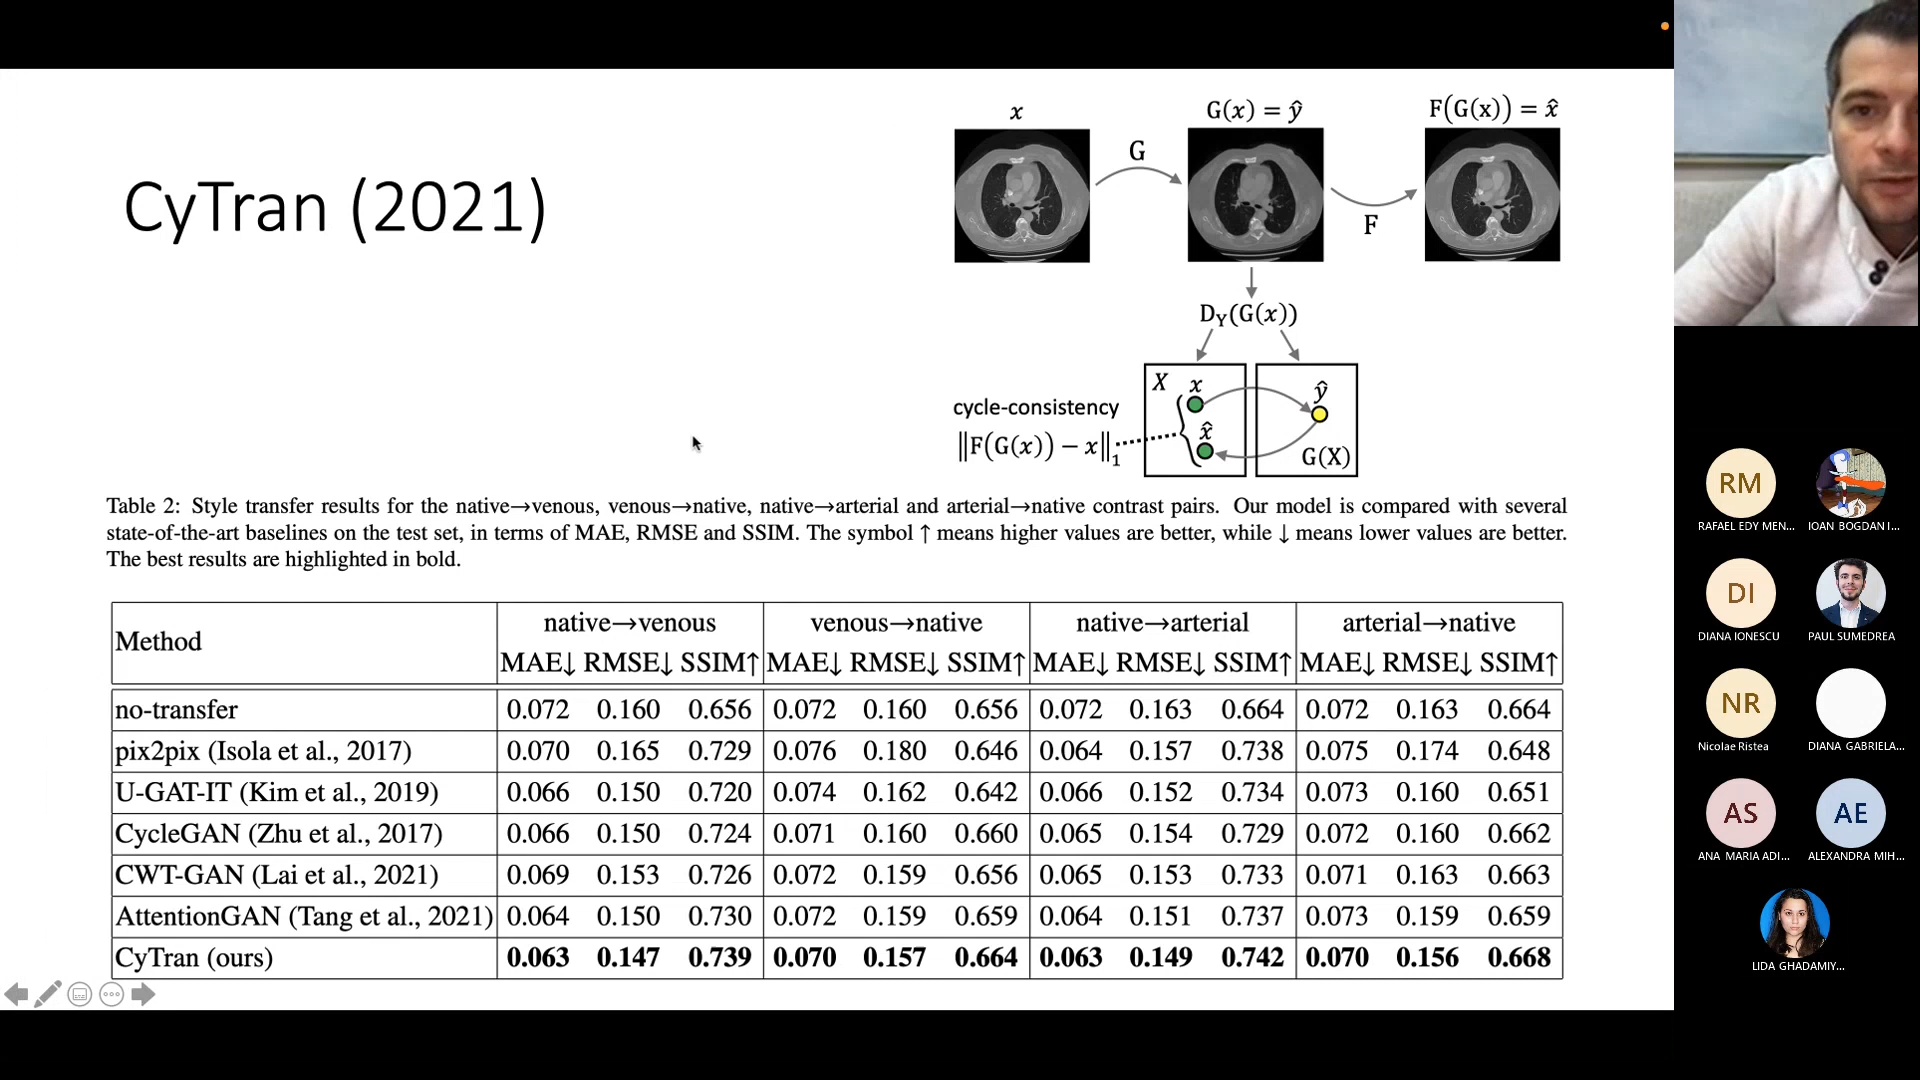 CyTran (2021)
x
G(x) = ŷ
F(G(x)) = x̂
G
F
D_Y(G(x))
X x
ŷ
x̂
G(X)
cycle-consistency
‖F(G(x)) − x‖₁
Table 2: Style transfer results for the native→venous, venous→native, native→arterial and arterial→native contrast pairs. Our model is compared with several
state-of-the-art baselines on the test set, in terms of MAE, RMSE and SSIM. The symbol ↑ means higher values are better, while ↓ means lower values are better.
The best results are highlighted in bold.
Method native→venous venous→native native→arterial arterial→native
MAE↓ RMSE↓ SSIM↑ MAE↓ RMSE↓ SSIM↑ MAE↓ RMSE↓ SSIM↑ MAE↓ RMSE↓ SSIM↑
no-transfer 0.072 0.160 0.656 0.072 0.160 0.656 0.072 0.163 0.664 0.072 0.163 0.664
pix2pix (Isola et al., 2017) 0.070 0.165 0.729 0.076 0.180 0.646 0.064 0.157 0.738 0.075 0.174 0.648
U-GAT-IT (Kim et al., 2019) 0.066 0.150 0.720 0.074 0.162 0.642 0.066 0.152 0.734 0.073 0.160 0.651
CycleGAN (Zhu et al., 2017) 0.066 0.150 0.724 0.071 0.160 0.660 0.065 0.154 0.729 0.072 0.160 0.662
CWT-GAN (Lai et al., 2021) 0.069 0.153 0.726 0.072 0.159 0.656 0.065 0.153 0.733 0.071 0.163 0.663
AttentionGAN (Tang et al., 2021) 0.064 0.150 0.730 0.072 0.159 0.659 0.064 0.151 0.737 0.073 0.159 0.659
CyTran (ours) 0.063 0.147 0.739 0.070 0.157 0.664 0.063 0.149 0.742 0.070 0.156 0.668
RM
RAFAEL EDY MEN... IOAN BOGDAN I...
DI
DIANA IONESCU PAUL SUMEDREA
NR
Nicolae Ristea DIANA GABRIELA...
AS AE
ANA MARIA ADI... ALEXANDRA MIH...
LIDA GHADAMIY...